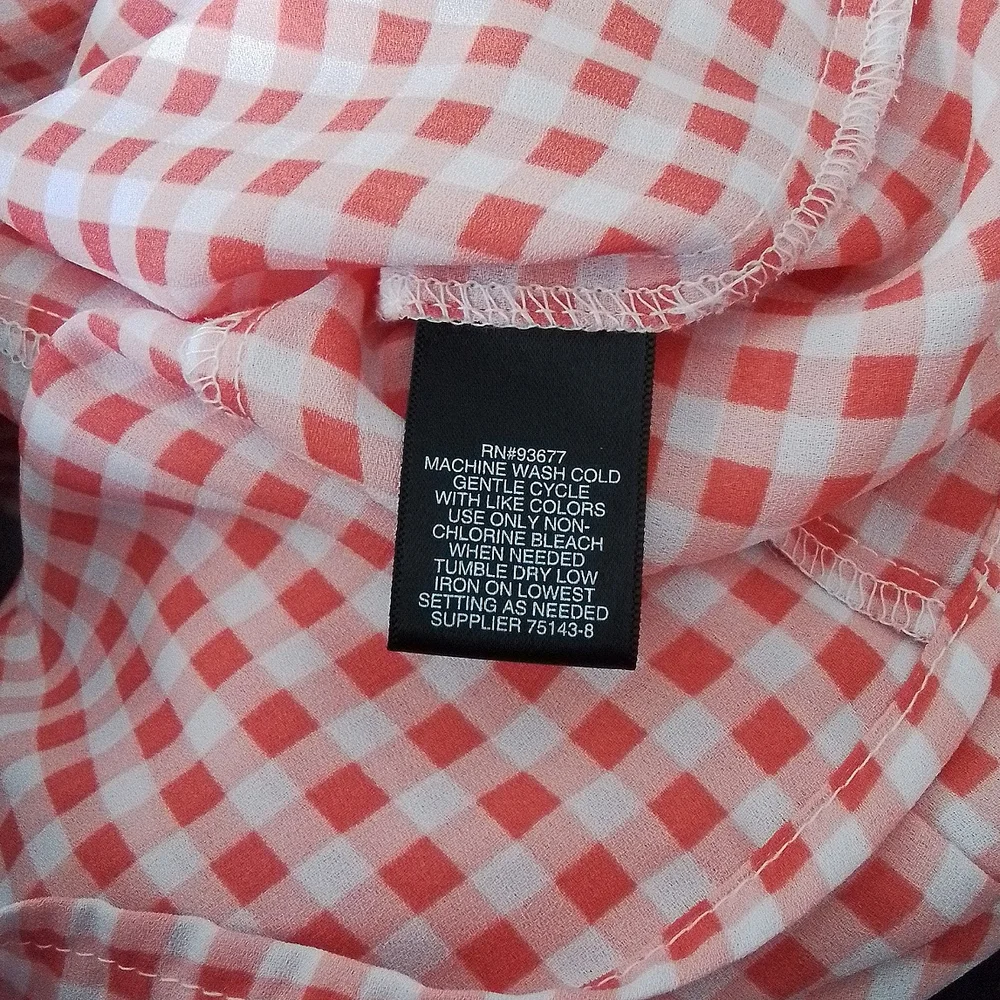 RN#93677
MACHINE WASH COLD
GENTLE CYCLE
WITH LIKE COLORS
USE ONLY NON-
CHLORINE BLEACH
WHEN NEEDED
TUMBLE DRY LOW
IRON ON LOWEST
SETTING AS NEEDED
SUPPLIER 75143-8